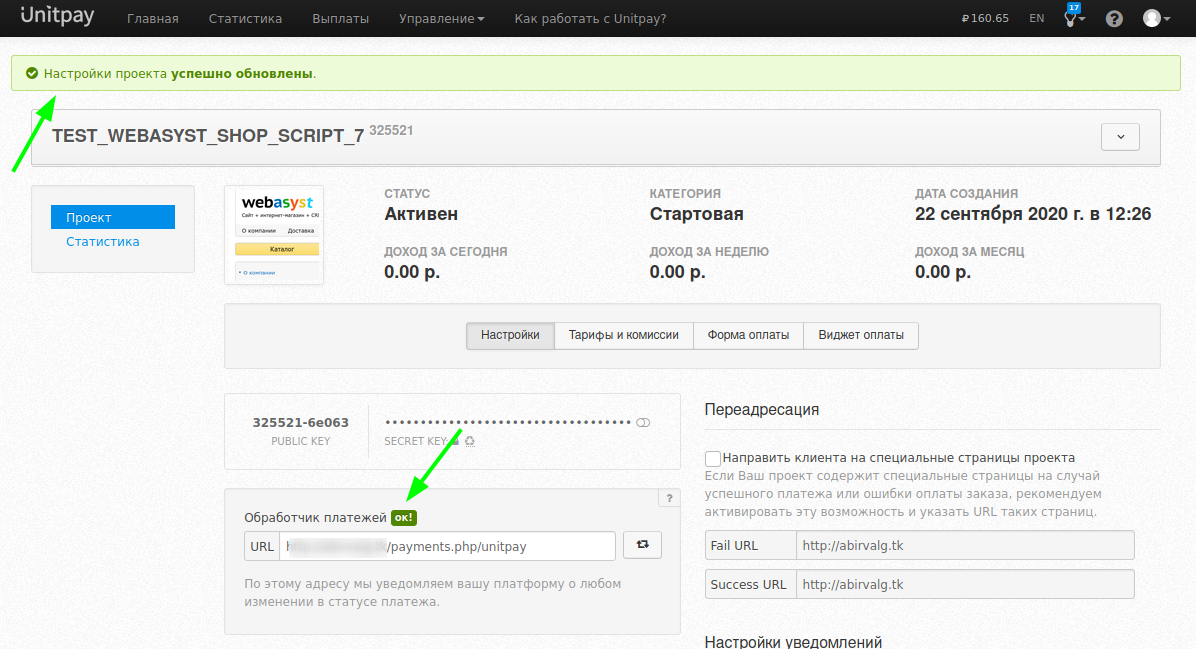 Unitpay Главная Статистика Выплаты Управление Как работать с Unitpay? ₽160.65 EN 17 ?
Настройки проекта успешно обновлены.
TEST_WEBASYST_SHOP_SCRIPT_7 325521
Проект
Статистика
webasyst
Сайт + интернет-магазин + CR
О компании Доставка
Каталог
• О компании
СТАТУС
Активен
КАТЕГОРИЯ
Стартовая
ДАТА СОЗДАНИЯ
22 сентября 2020 г. в 12:26
ДОХОД ЗА СЕГОДНЯ
0.00 р.
ДОХОД ЗА НЕДЕЛЮ
0.00 р.
ДОХОД ЗА МЕСЯЦ
0.00 р.
Настройки Тарифы и комиссии Форма оплаты Виджет оплаты
325521-6e063
PUBLIC KEY
SECRET KEY
?
Обработчик платежей ок!
URL /payments.php/unitpay
По этому адресу мы уведомляем вашу платформу о любом
изменении в статусе платежа.
Переадресация
Направить клиента на специальные страницы проекта
Если Ваш проект содержит специальные страницы на случай
успешного платежа или ошибки оплаты заказа, рекомендуем
активировать эту возможность и указать URL таких страниц.
Fail URL http://abirvalg.tk
Success URL http://abirvalg.tk
Настройки уведомлений